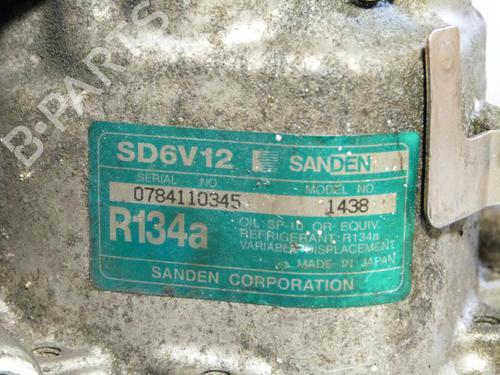 B-PARTS
SD6V12 SANDEN
SERIAL NO. MODEL NO
0784110345 1438
R134a
OIL SP-10 OR EQUIV.
REFRIGERANT: R134a
VARIABLE DISPLACEMENT
MADE IN JAPAN
SANDEN CORPORATION